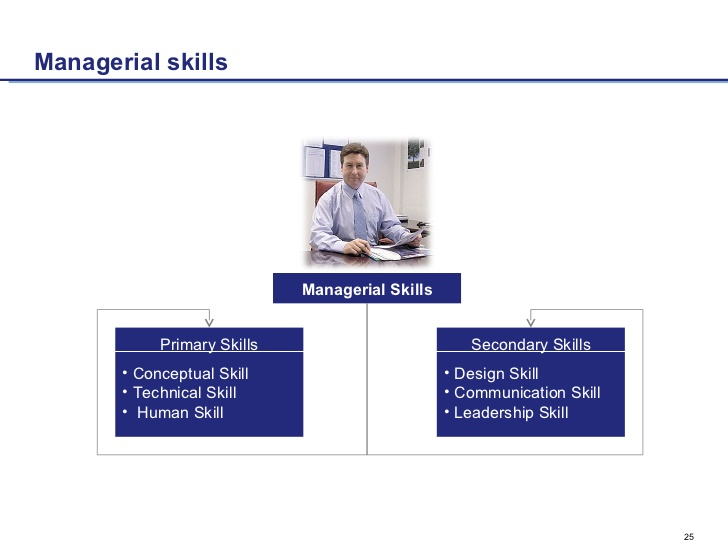 Managerial skills
Managerial Skills
Primary Skills
• Conceptual Skill
• Technical Skill
• Human Skill
Secondary Skills
• Design Skill
• Communication Skill
• Leadership Skill
25